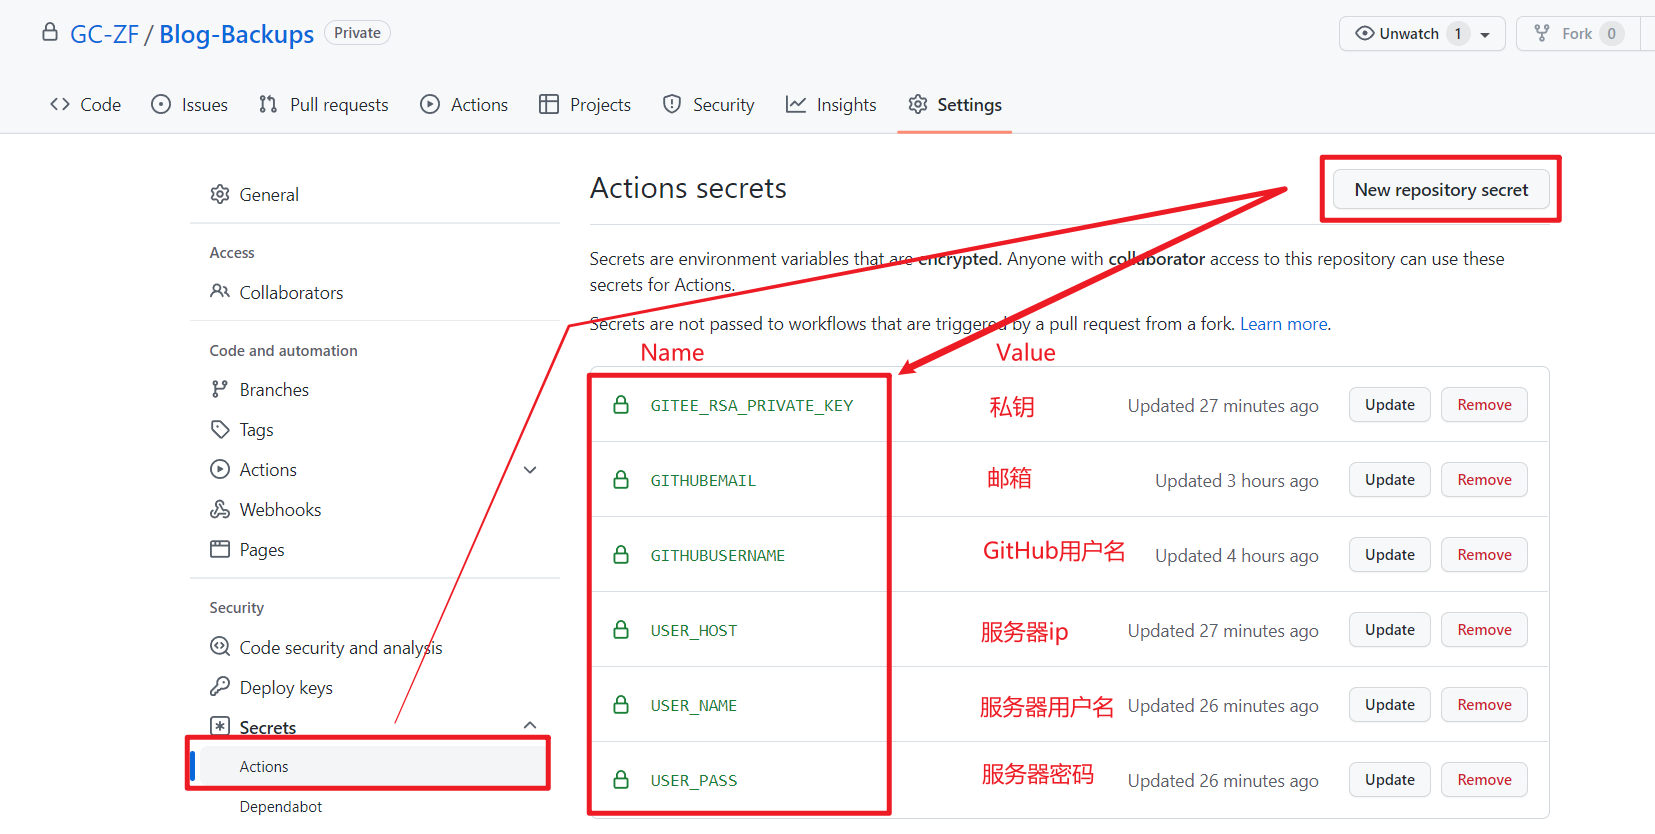 GC-ZF / Blog-Backups Private
Unwatch 1
Fork 0
Code Issues Pull requests Actions Projects Security Insights Settings
General
Access
Collaborators
Code and automation
Branches
Tags
Actions
Webhooks
Pages
Security
Code security and analysis
Deploy keys
Secrets
Actions
Dependabot
Actions secrets
New repository secret
Secrets are environment variables that are encrypted. Anyone with collaborator access to this repository can use these
secrets for Actions.
Secrets are not passed to workflows that are triggered by a pull request from a fork. Learn more.
Name Value
GITEE_RSA_PRIVATE_KEY 私钥 Updated 27 minutes ago Update Remove
GITHUBEMAIL 邮箱 Updated 3 hours ago Update Remove
GITHUBUSERNAME GitHub用户名 Updated 4 hours ago Update Remove
USER_HOST 服务器ip Updated 27 minutes ago Update Remove
USER_NAME 服务器用户名 Updated 26 minutes ago Update Remove
USER_PASS 服务器密码 Updated 26 minutes ago Update Remove